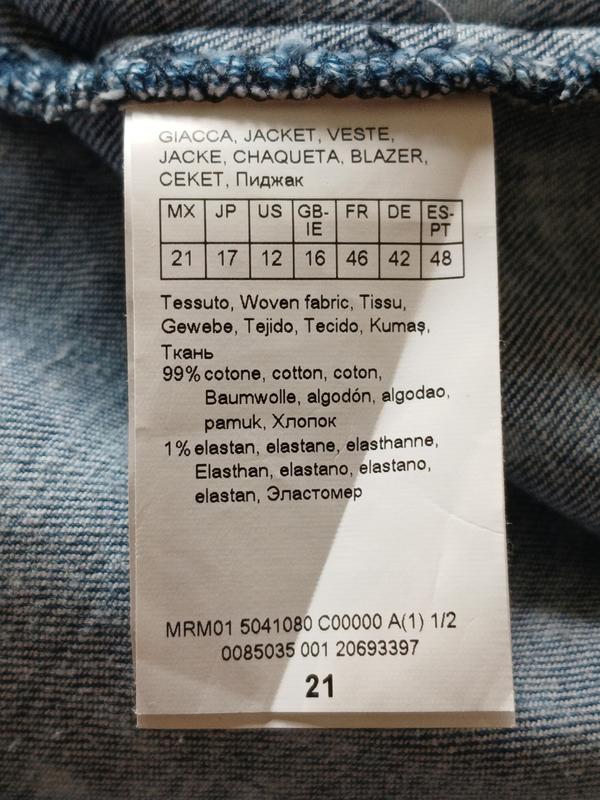 GIACCA, JACKET, VESTE,
JACKE, CHAQUETA, BLAZER,
CEKET, Пиджак
MX JP US GB-IE FR DE ES-PT
21 17 12 16 46 42 48
Tessuto, Woven fabric, Tissu,
Gewebe, Tejido, Tecido, Kumaş,
Ткань
99% cotone, cotton, coton,
Baumwolle, algodón, algodao,
pamuk, Хлопок
1% elastan, elastane, elasthanne,
Elasthan, elastano, elastano,
elastan, Эластомер
MRM01 5041080 C00000 A(1) 1/2
0085035 001 20693397
21